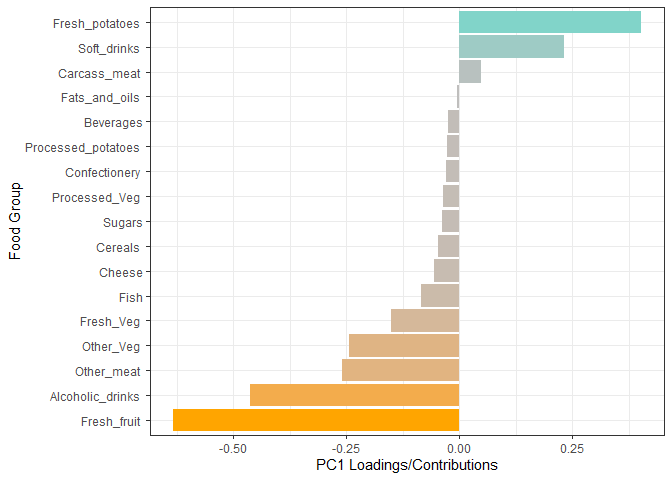 Fresh_potatoes
Soft_drinks
Carcass_meat
Fats_and_oils
Beverages
Processed_potatoes
Confectionery
Processed_Veg
Sugars
Cereals
Cheese
Fish
Fresh_Veg
Other_Veg
Other_meat
Alcoholic_drinks
Fresh_fruit
Food Group
-0.50 -0.25 0.00 0.25
PC1 Loadings/Contributions